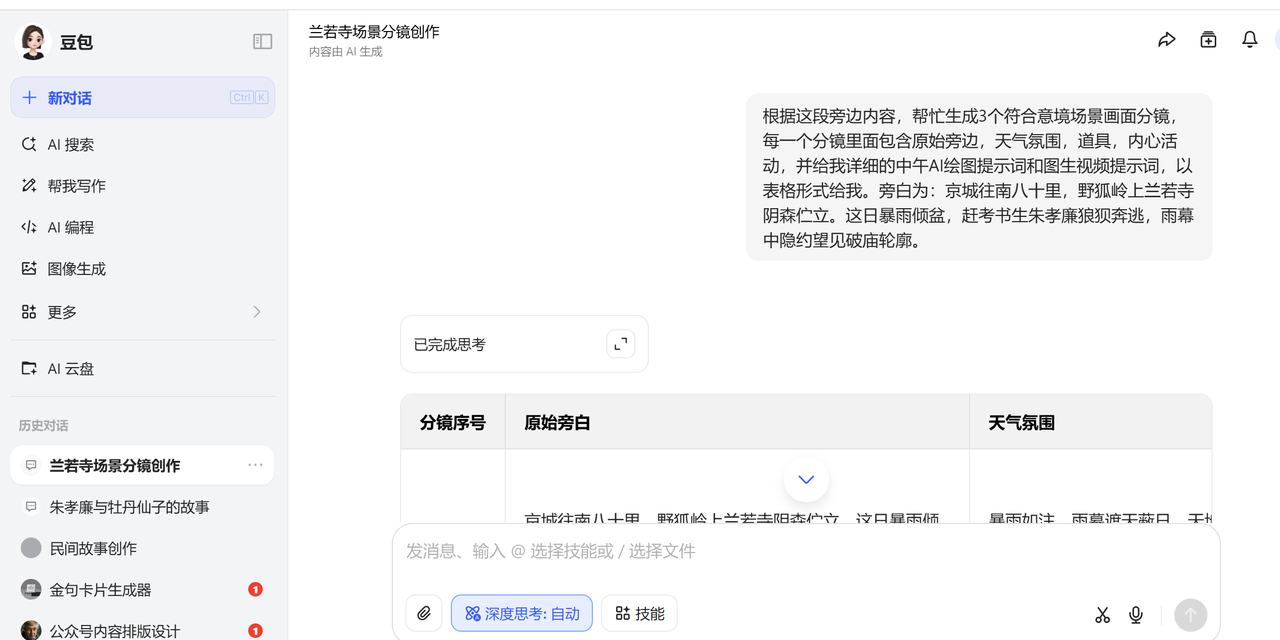 豆包
新对话
Ctrl K
AI 搜索
帮我写作
AI 编程
图像生成
更多
AI 云盘
历史对话
兰若寺场景分镜创作
朱孝廉与牡丹仙子的故事
民间故事创作
金句卡片生成器
1
公众号内容排版设计
1
兰若寺场景分镜创作
内容由 AI 生成
根据这段旁边内容，帮忙生成3个符合意境场景画面分镜，
每一个分镜里面包含原始旁边，天气氛围，道具，内心活
动，并给我详细的中午AI绘图提示词和图生视频提示词，以
表格形式给我。旁白为：京城往南八十里，野狐岭上兰若寺
阴森伫立。这日暴雨倾盆，赶考书生朱孝廉狼狈奔逃，雨幕
中隐约望见破庙轮廓。
已完成思考
分镜序号
原始旁白
天气氛围
京城往南八十里，野狐岭上兰若寺阴森伫立。这日暴雨倾
暴雨如注，雨幕遮天蔽日，天地
发消息、输入 @ 选择技能或 / 选择文件
深度思考: 自动
技能